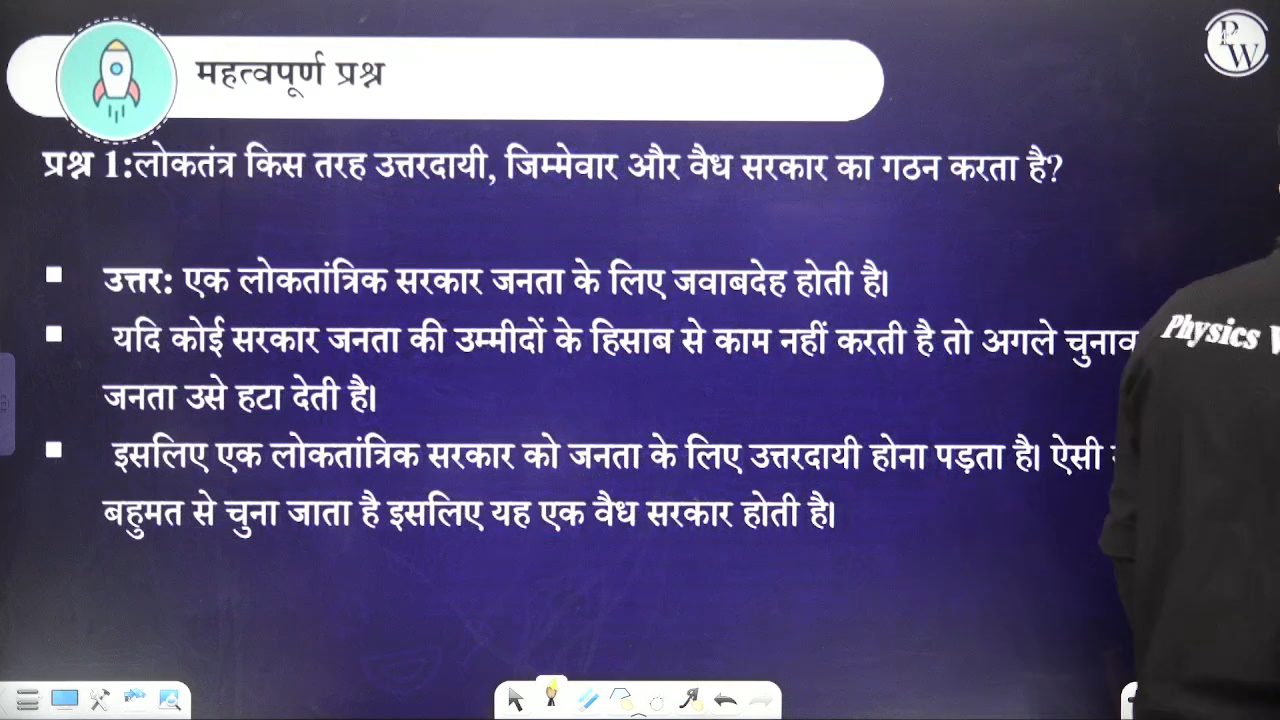 महत्वपूर्ण प्रश्न
PW
प्रश्न 1:लोकतंत्र किस तरह उत्तरदायी, जिम्मेवार और वैध सरकार का गठन करता है?
उत्तर: एक लोकतांत्रिक सरकार जनता के लिए जवाबदेह होती है।
यदि कोई सरकार जनता की उम्मीदों के हिसाब से काम नहीं करती है तो अगले चुनाव
Physics
जनता उसे हटा देती है।
इसलिए एक लोकतांत्रिक सरकार को जनता के लिए उत्तरदायी होना पड़ता है। ऐसी
बहुमत से चुना जाता है इसलिए यह एक वैध सरकार होती है।